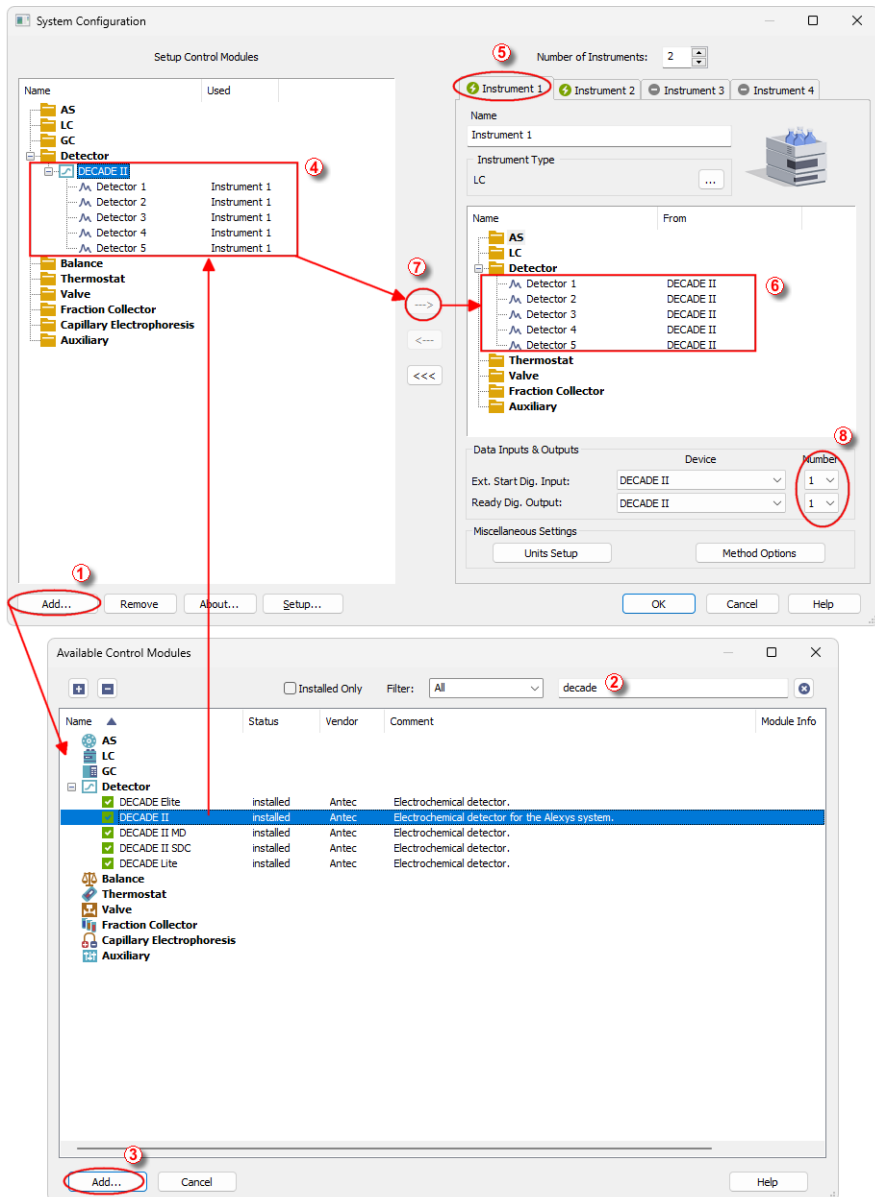 System Configuration
Setup Control Modules
Name Used
AS
LC
GC
Detector
DECADE II
④
Detector 1 Instrument 1
Detector 2 Instrument 1
Detector 3 Instrument 1
Detector 4 Instrument 1
Detector 5 Instrument 1
Balance
Thermostat
Valve
Fraction Collector
Capillary Electrophoresis
Auxiliary
①
Add... Remove About... Setup...
⑦
--->
<---
<<<
⑤ Number of Instruments: 2
Instrument 1 Instrument 2 Instrument 3 Instrument 4
Name
Instrument 1
Instrument Type
LC ...
Name From
AS
LC
Detector
Detector 1 DECADE II
⑥
Detector 2 DECADE II
Detector 3 DECADE II
Detector 4 DECADE II
Detector 5 DECADE II
Thermostat
Valve
Fraction Collector
Auxiliary
⑧
Data Inputs & Outputs
Device Number
Ext. Start Dig. Input: DECADE II 1
Ready Dig. Output: DECADE II 1
Miscellaneous Settings
Units Setup Method Options
OK Cancel Help
Available Control Modules
Installed Only Filter: All decade ②
Name Status Vendor Comment Module Info
AS
LC
GC
Detector
DECADE Elite installed Antec Electrochemical detector.
DECADE II installed Antec Electrochemical detector for the Alexys system.
DECADE II MD installed Antec Electrochemical detector.
DECADE II SDC installed Antec Electrochemical detector.
DECADE Lite installed Antec Electrochemical detector.
Balance
Thermostat
Valve
Fraction Collector
Capillary Electrophoresis
Auxiliary
③
Add... Cancel Help